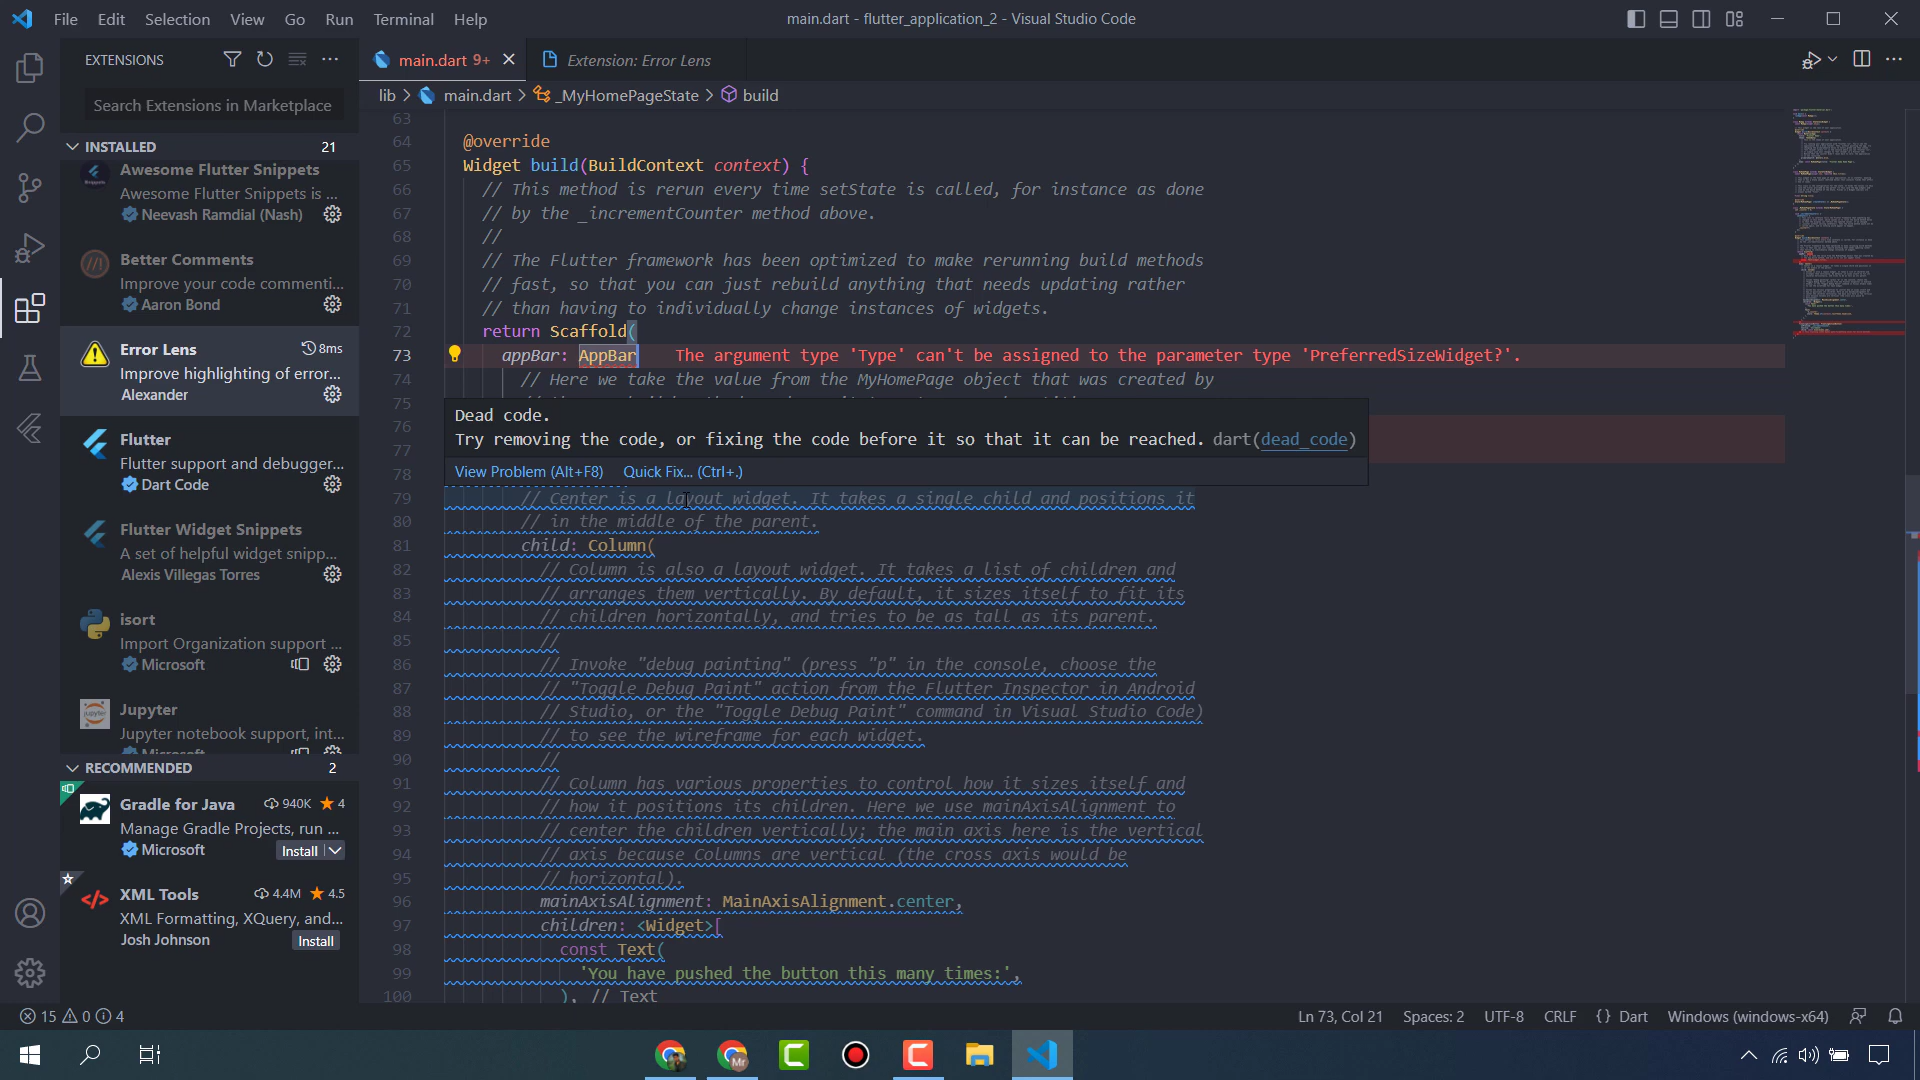 File Edit Selection View Go Run Terminal Help
main.dart - flutter_application_2 - Visual Studio Code
EXTENSIONS
Search Extensions in Marketplace
INSTALLED 21
Awesome Flutter Snippets
Awesome Flutter Snippets is ...
Neevash Ramdial (Nash)
Better Comments
Improve your code commenti...
Aaron Bond
Error Lens 8ms
Improve highlighting of error...
Alexander
Flutter
Flutter support and debugger...
Dart Code
Flutter Widget Snippets
A set of helpful widget snipp...
Alexis Villegas Torres
isort
Import Organization support ...
Microsoft
Jupyter
Jupyter notebook support, int...
Microsoft
RECOMMENDED 2
Gradle for Java 940K 4
Manage Gradle Projects, run ...
Microsoft Install
XML Tools 4.4M 4.5
XML Formatting, XQuery, and...
Josh Johnson Install
main.dart 9+
Extension: Error Lens
lib > main.dart > _MyHomePageState > build
63
64 @override
65 Widget build(BuildContext context) {
66 // This method is rerun every time setState is called, for instance as done
67 // by the _incrementCounter method above.
68 //
69 // The Flutter framework has been optimized to make rerunning build methods
70 // fast, so that you can just rebuild anything that needs updating rather
71 // than having to individually change instances of widgets.
72 return Scaffold(
73 appBar: AppBar The argument type 'Type' can't be assigned to the parameter type 'PreferredSizeWidget?'.
74 // Here we take the value from the MyHomePage object that was created by
75
76
77
78
Dead code.
Try removing the code, or fixing the code before it so that it can be reached. dart(dead_code)
View Problem (Alt+F8) Quick Fix... (Ctrl+.)
79 // Center is a layout widget. It takes a single child and positions it
80 // in the middle of the parent.
81 child: Column(
82 // Column is also a layout widget. It takes a list of children and
83 // arranges them vertically. By default, it sizes itself to fit its
84 // children horizontally, and tries to be as tall as its parent.
85 //
86 // Invoke "debug painting" (press "p" in the console, choose the
87 // "Toggle Debug Paint" action from the Flutter Inspector in Android
88 // Studio, or the "Toggle Debug Paint" command in Visual Studio Code)
89 // to see the wireframe for each widget.
90 //
91 // Column has various properties to control how it sizes itself and
92 // how it positions its children. Here we use mainAxisAlignment to
93 // center the children vertically; the main axis here is the vertical
94 // axis because Columns are vertical (the cross axis would be
95 // horizontal).
96 mainAxisAlignment: MainAxisAlignment.center,
97 children: <Widget>[
98 const Text(
99 'You have pushed the button this many times:',
100 ), // Text
15 0 4
Ln 73, Col 21 Spaces: 2 UTF-8 CRLF {} Dart Windows (windows-x64)